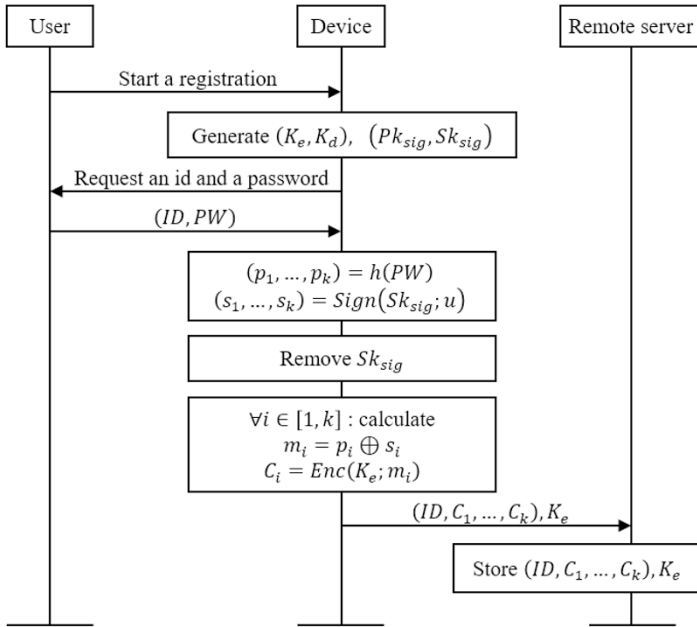 User
Device
Remote server
Start a registration
Generate (K_e, K_d), (Pk_sig, Sk_sig)
Request an id and a password
(ID, PW)
(p_1, …, p_k) = h(PW)
(s_1, …, s_k) = Sign(Sk_sig; u)
Remove Sk_sig
∀i ∈ [1, k] : calculate
m_i = p_i ⊕ s_i
C_i = Enc(K_e; m_i)
(ID, C_1, …, C_k), K_e
Store (ID, C_1, …, C_k), K_e